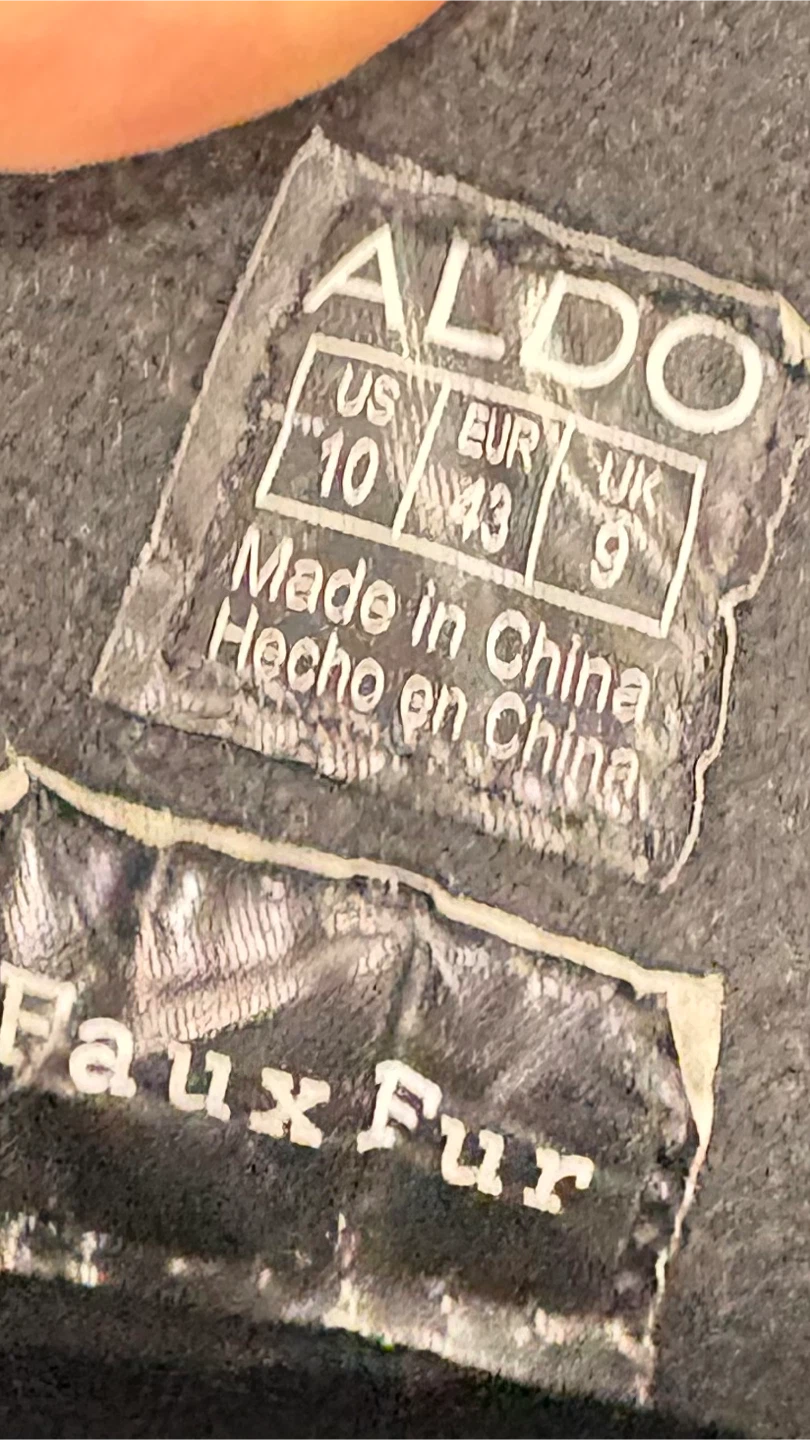 ALDO
US EUR UK
10 43 9
Made in China
Hecho en China
Faux Fur